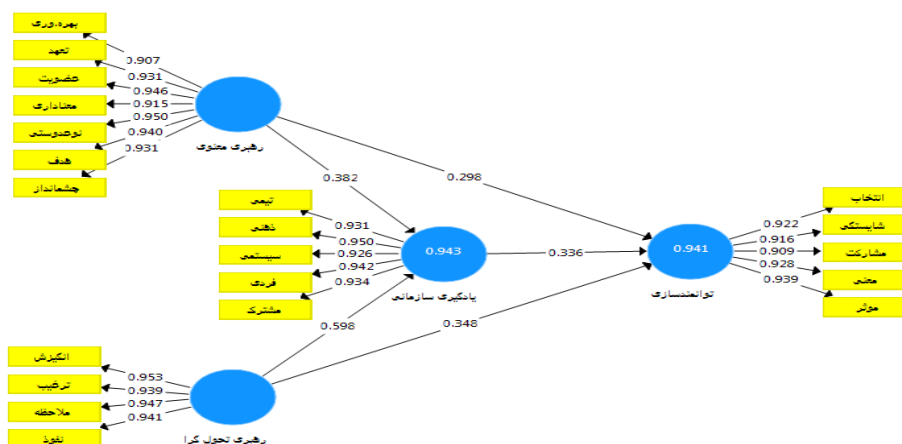 بهره.وری
تعهد
عضویت
معناداری
نوعدوستی
هدف
چشمانداز
0.907
0.931
0.946
0.915
0.950
0.940
0.931
رهبری معنوی
0.382
0.298
تیمی
ذهنی
سیستمی
فردی
مشترک
0.931
0.950
0.926
0.942
0.934
0.943
یادگیری سازمانی
0.336
0.941
توانمندسازی
0.922
0.916
0.909
0.928
0.939
انتخاب
شایستگی
مشارکت
معنی
موثر
0.598
0.348
انگیزش
ترغیب
ملاحظه
نفوذ
0.953
0.939
0.947
0.941
رهبری تحول گرا